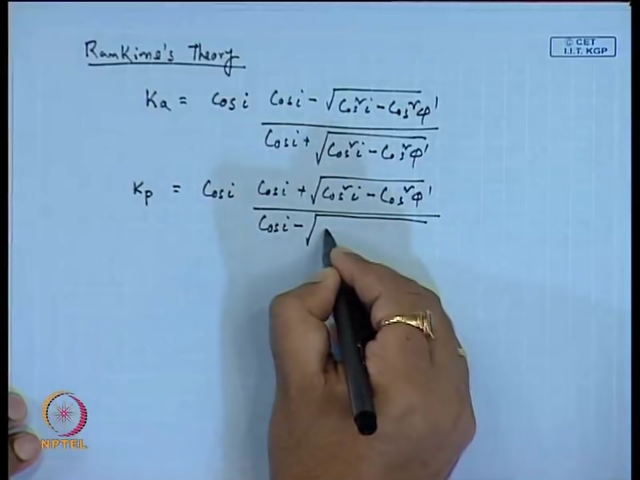 Rankine's Theory
© CET
I.I.T. KGP
Ka = Cos i (Cos i - √(Cos²i - Cos²φ')) / (Cos i + √(Cos²i - Cos²φ'))
Kp = Cos i (Cos i + √(Cos²i - Cos²φ')) / (Cos i - √
NPTEL